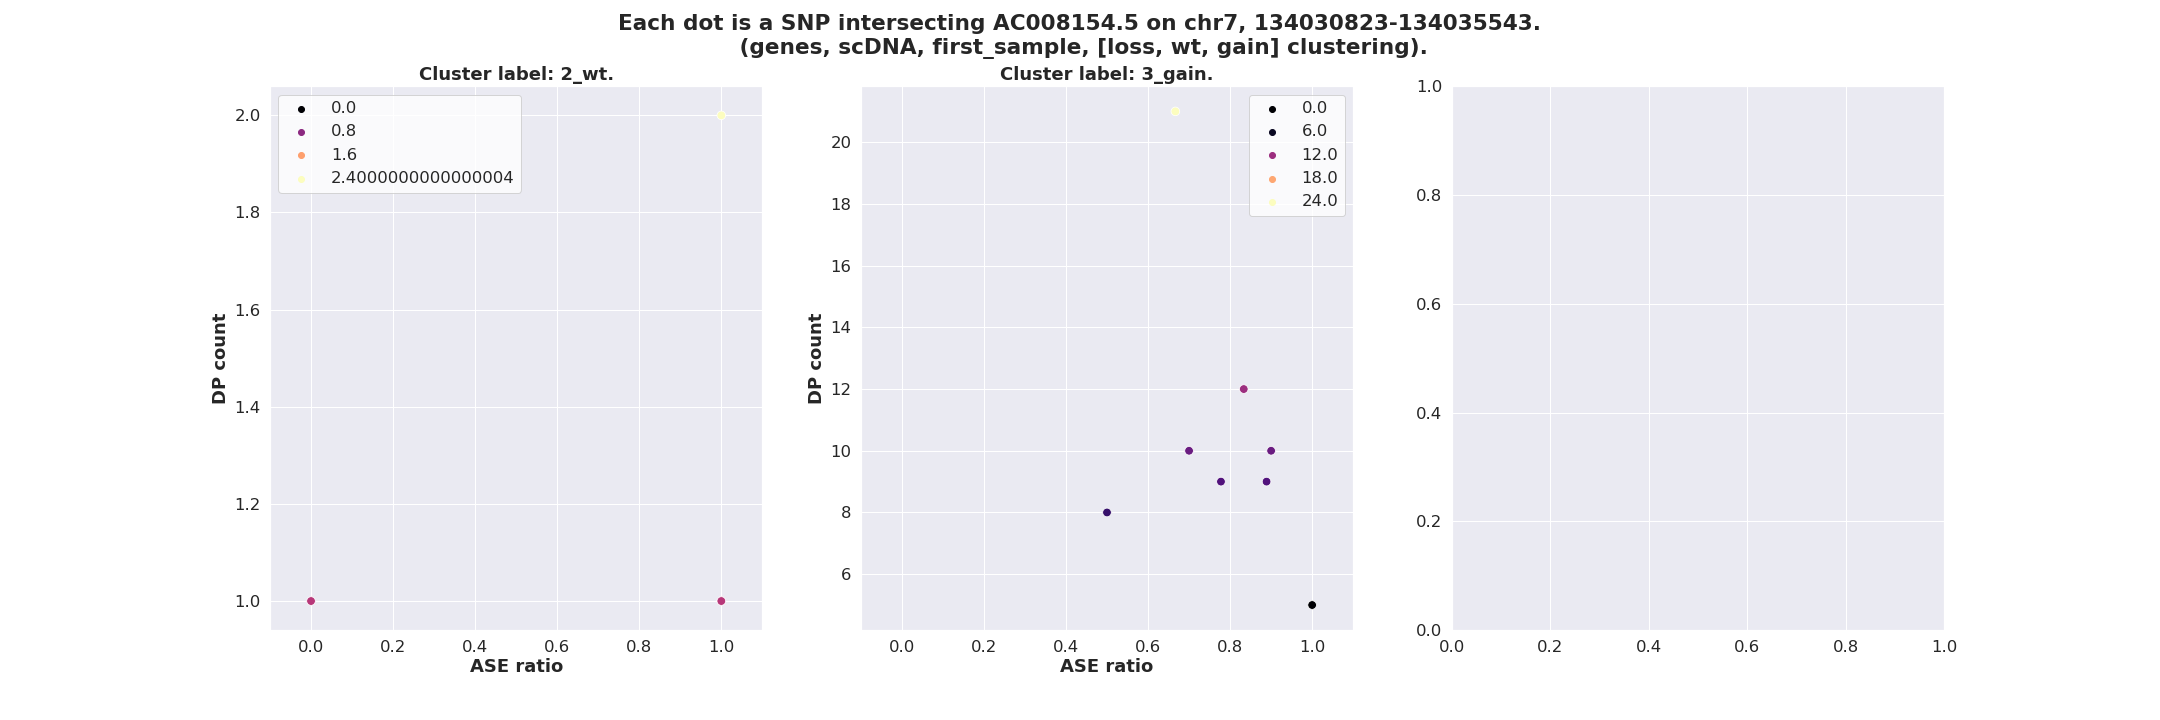 Each dot is a SNP intersecting AC008154.5 on chr7, 134030823-134035543.
(genes, scDNA, first_sample, [loss, wt, gain] clustering).
Cluster label: 2_wt.
0.0
0.8
1.6
2.4000000000000004
2.0
1.8
1.6
1.4
1.2
1.0
DP count
0.0 0.2 0.4 0.6 0.8 1.0
ASE ratio
Cluster label: 3_gain.
0.0
6.0
12.0
18.0
24.0
20
18
16
14
12
10
8
6
DP count
0.0 0.2 0.4 0.6 0.8 1.0
ASE ratio
1.0
0.8
0.6
0.4
0.2
0.0
0.0 0.2 0.4 0.6 0.8 1.0